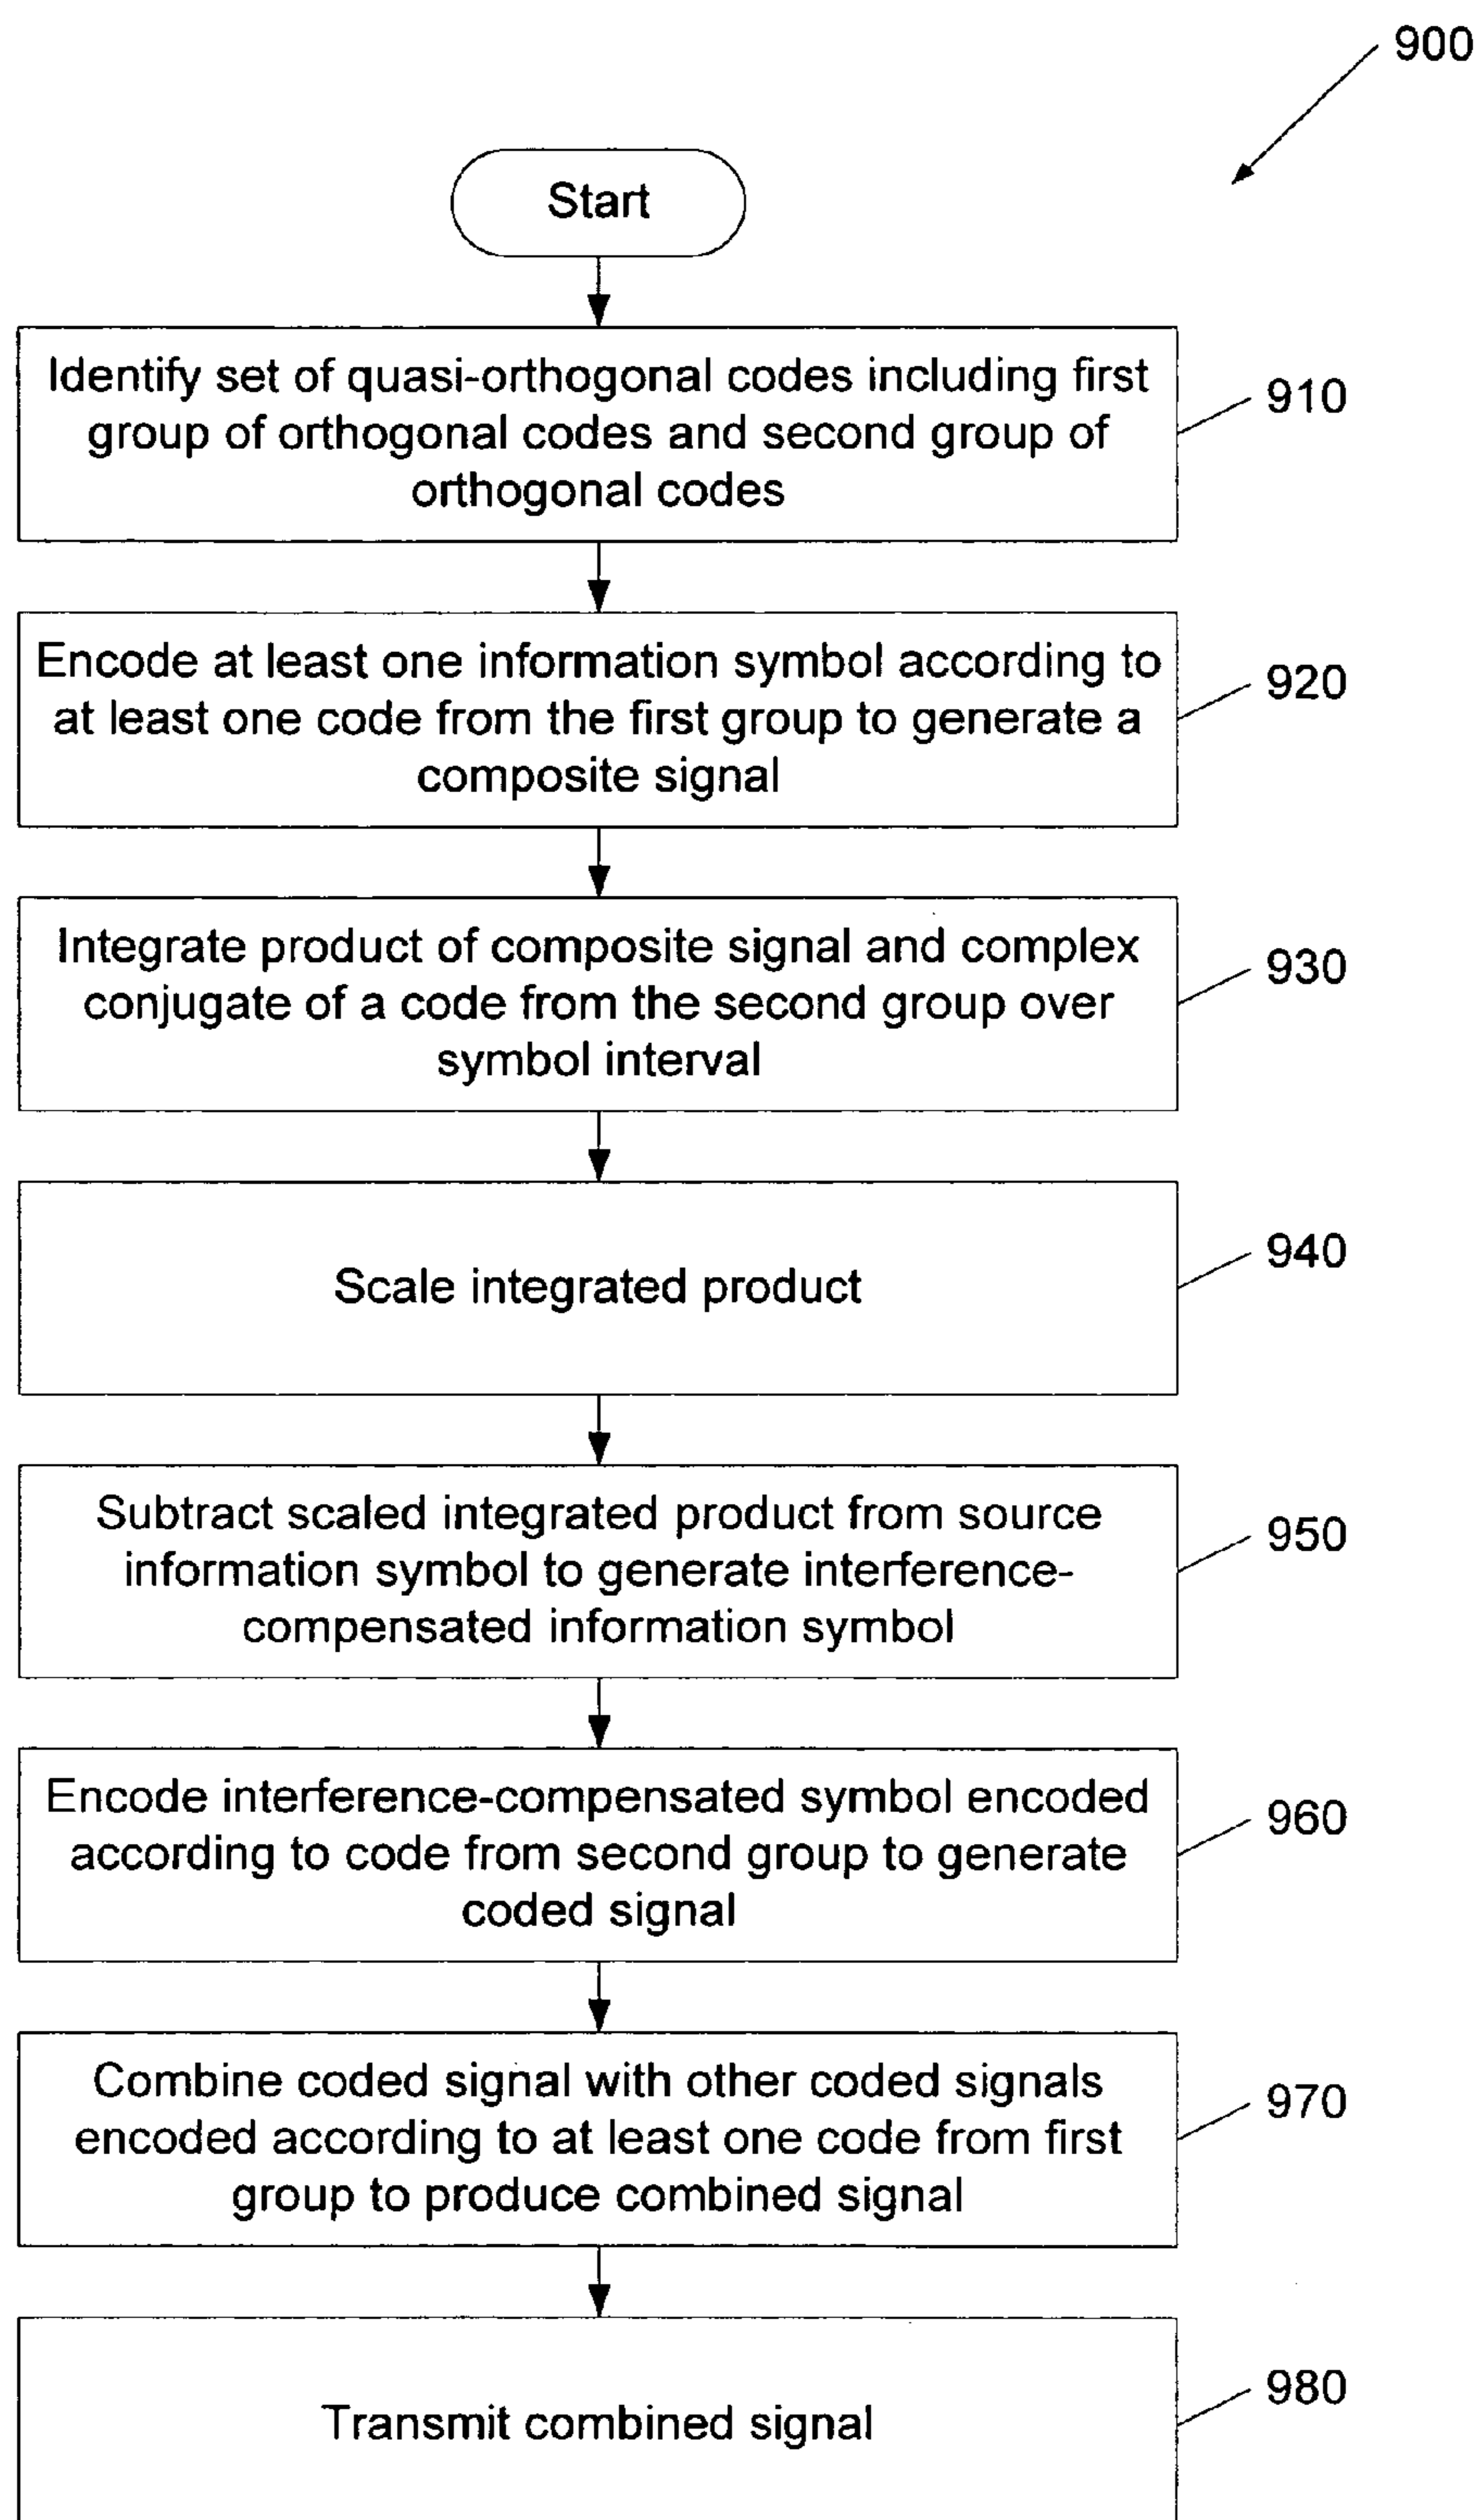 900
Start
Identify set of quasi-orthogonal codes including first
group of orthogonal codes and second group of
orthogonal codes
910
Encode at least one information symbol according to
at least one code from the first group to generate a
composite signal
920
Integrate product of composite signal and complex
conjugate of a code from the second group over
symbol interval
930
Scale integrated product
940
Subtract scaled integrated product from source
information symbol to generate interference-
compensated information symbol
950
Encode interference-compensated symbol encoded
according to code from second group to generate
coded signal
960
Combine coded signal with other coded signals
encoded according to at least one code from first
group to produce combined signal
970
Transmit combined signal
980